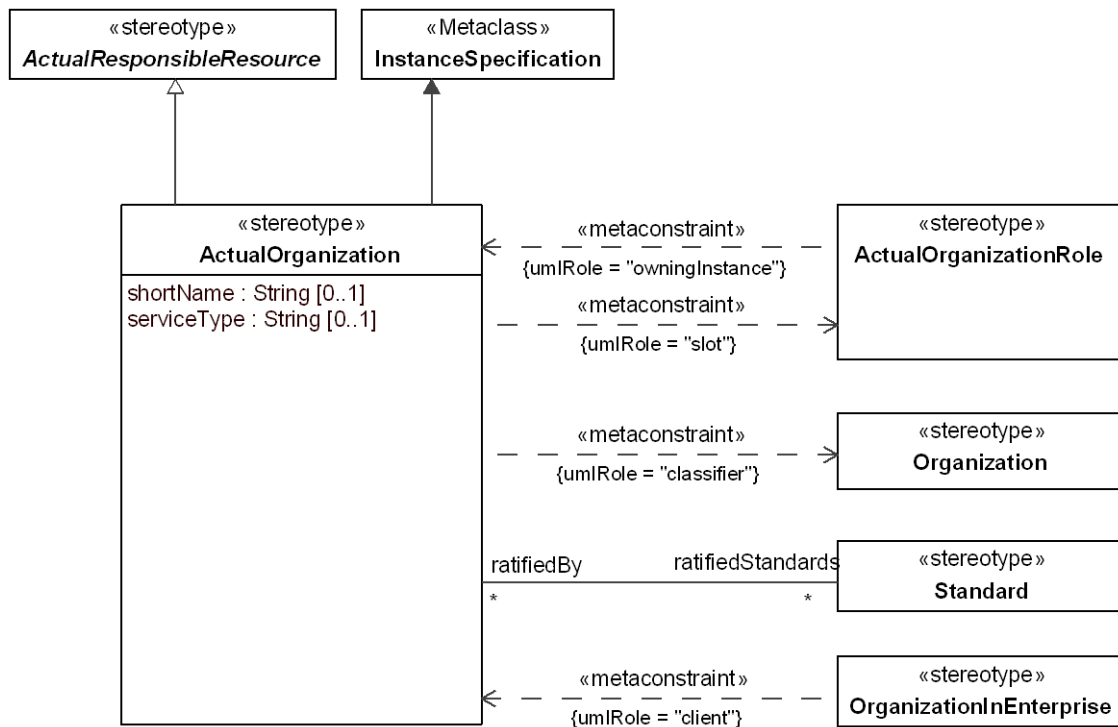 «stereotype»
ActualResponsibleResource
«Metaclass»
InstanceSpecification
«stereotype»
ActualOrganization
shortName : String [0..1]
serviceType : String [0..1]
«metaconstraint»
{umlRole = "owningInstance"}
«metaconstraint»
{umlRole = "slot"}
«stereotype»
ActualOrganizationRole
«metaconstraint»
{umlRole = "classifier"}
«stereotype»
Organization
ratifiedBy
ratifiedStandards
*
*
«stereotype»
Standard
«metaconstraint»
{umlRole = "client"}
«stereotype»
OrganizationInEnterprise